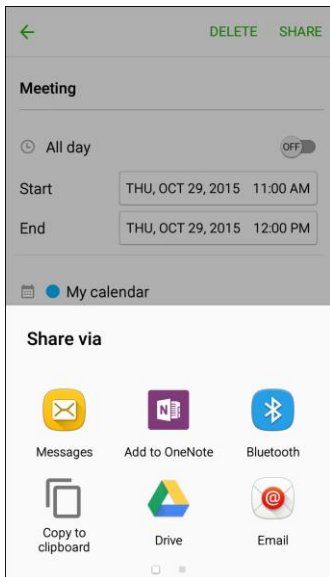 DELETE SHARE
Meeting
All day OFF
Start THU, OCT 29, 2015 11:00 AM
End THU, OCT 29, 2015 12:00 PM
My calendar
Share via
N
Messages Add to OneNote Bluetooth
@
Copy to
clipboard Drive Email